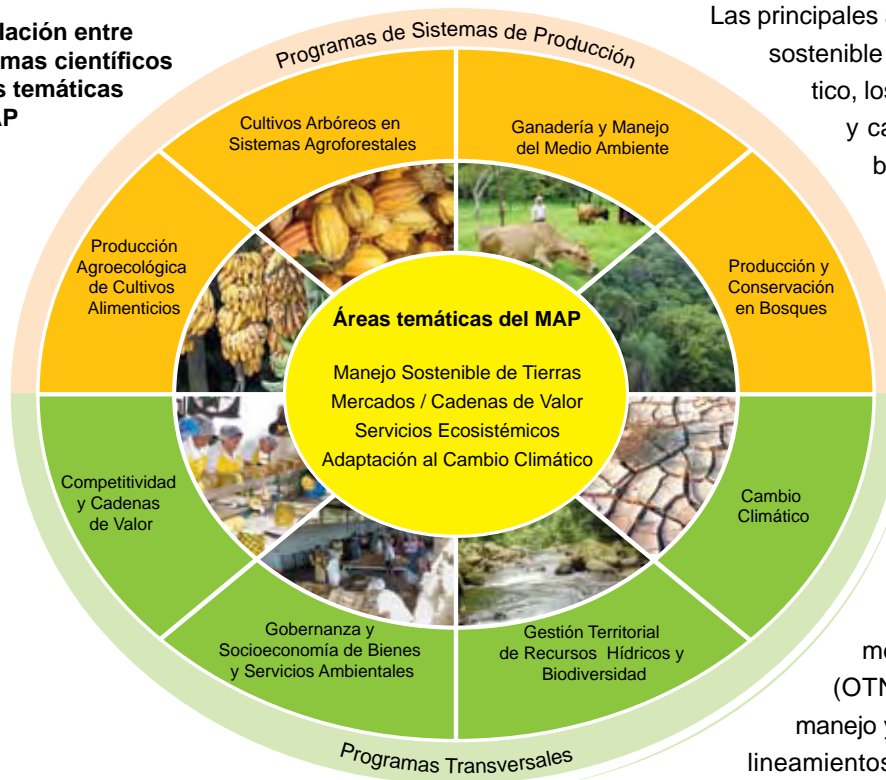 lación entre
mas científicos
s temáticas
AP
Programas de Sistemas de Producción
Cultivos Arbóreos en
Sistemas Agroforestales
Ganadería y Manejo
del Medio Ambiente
Producción
Agroecológica
de Cultivos
Alimenticios
Producción y
Conservación
en Bosques
Áreas temáticas del MAP
Manejo Sostenible de Tierras
Mercados / Cadenas de Valor
Servicios Ecosistémicos
Adaptación al Cambio Climático
Competitividad
y Cadenas
de Valor
Cambio
Climático
Gobernanza y
Socioeconomía de Bienes
y Servicios Ambientales
Gestión Territorial
de Recursos Hídricos y
Biodiversidad
Programas Transversales
Las principales
sostenible
tico, los
y ca
b
me
(OTN
manejo y
lineamientos